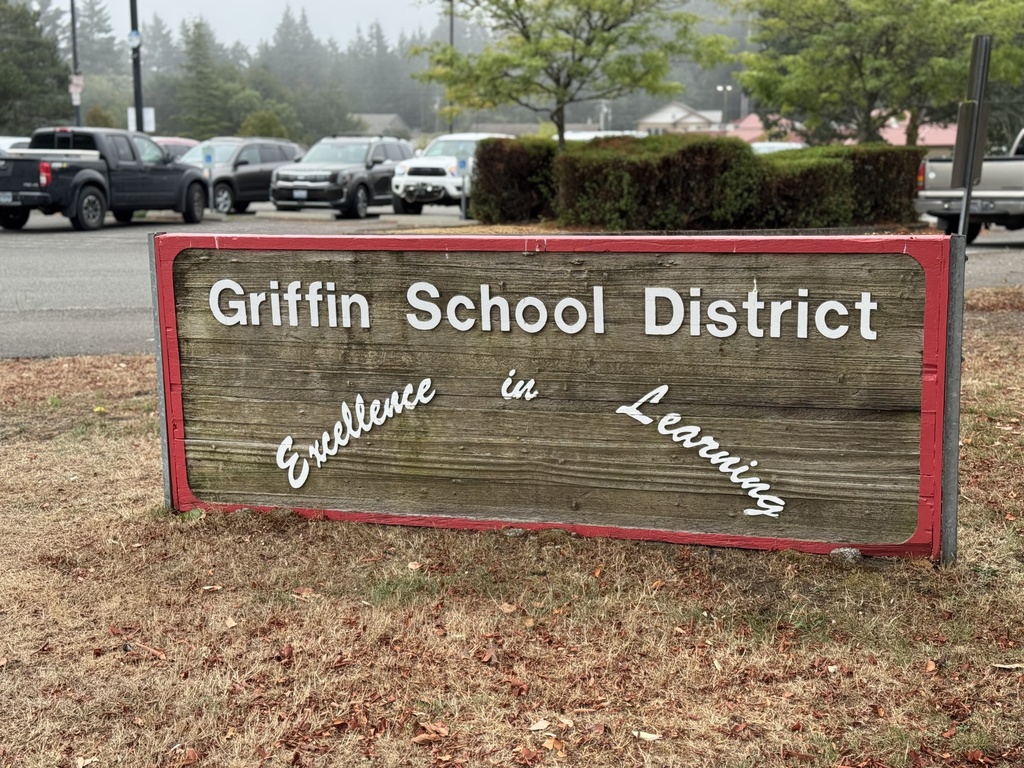 Griffin School District
Excellence in Learning